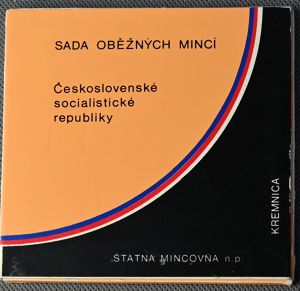 SADA OBĚŽNÝCH MINCÍ
Československé
socialistické
republiky
ŠTÁTNA MINCOVŇA n.p.
KREMNICA